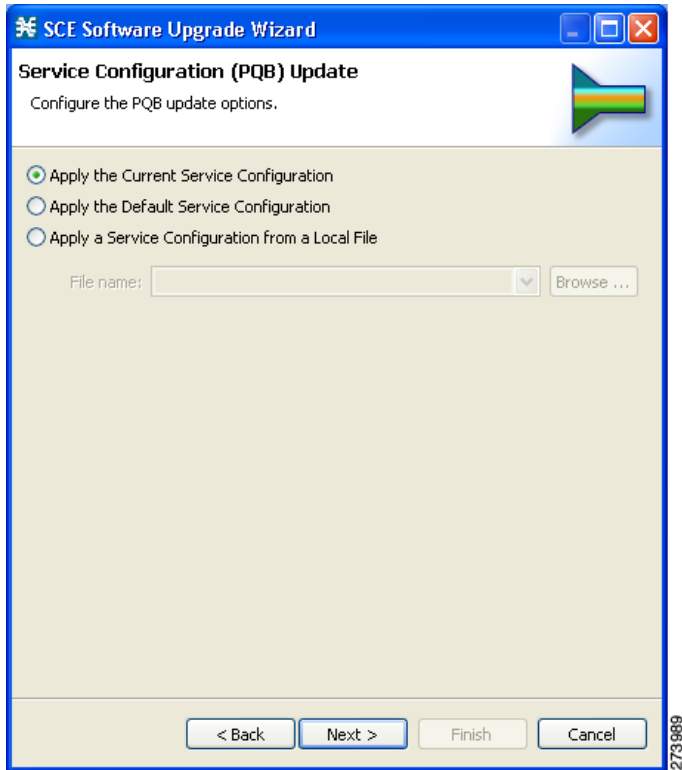 SCE Software Upgrade Wizard
Service Configuration (PQB) Update
Configure the PQB update options.
Apply the Current Service Configuration
Apply the Default Service Configuration
Apply a Service Configuration from a Local File
File name:
Browse ...
< Back
Next >
Finish
Cancel
273989